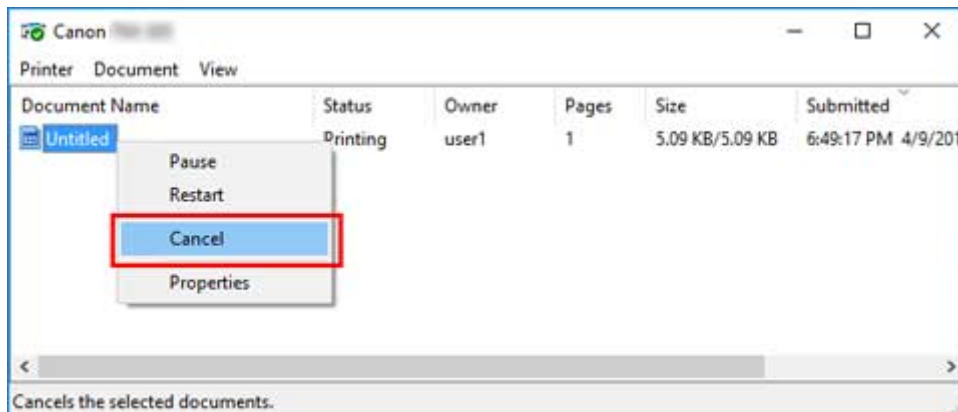 Canon
Printer Document View
Document Name Status Owner Pages Size Submitted
Untitled Printing user1 1 5.09 KB/5.09 KB 6:49:17 PM 4/9/201
Pause
Restart
Cancel
Properties
Cancels the selected documents.